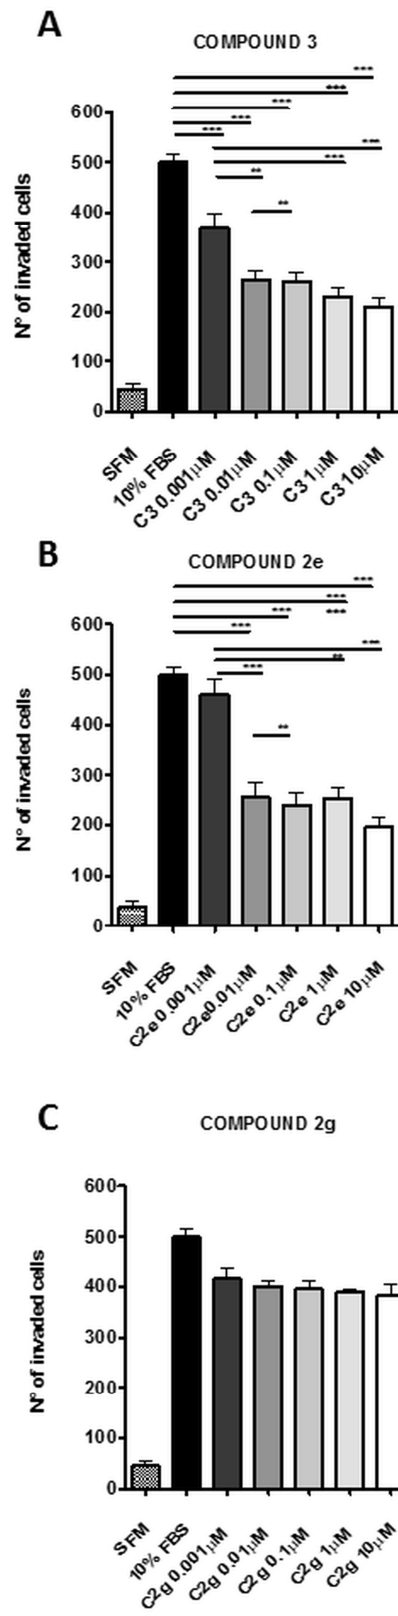 A
COMPOUND 3
***
***
***
***
***
***
***
**
**
N° of invaded cells
600
500
400
300
200
100
0
SFM
10% FBS
C3 0.001µM
C3 0.01µM
C3 0.1µM
C3 1µM
C3 10µM
B
COMPOUND 2e
***
***
***
***
***
***
**
***
**
N° of invaded cells
600
500
400
300
200
100
0
SFM
10% FBS
C2e 0.001µM
C2e0.01µM
C2e 0.1µM
C2e 1µM
C2e 10µM
C
COMPOUND 2g
N° of invaded cells
600
500
400
300
200
100
0
SFM
10% FBS
C2g 0.001µM
C2g 0.01µM
C2g 0.1µM
C2g 1µM
C2g 10µM